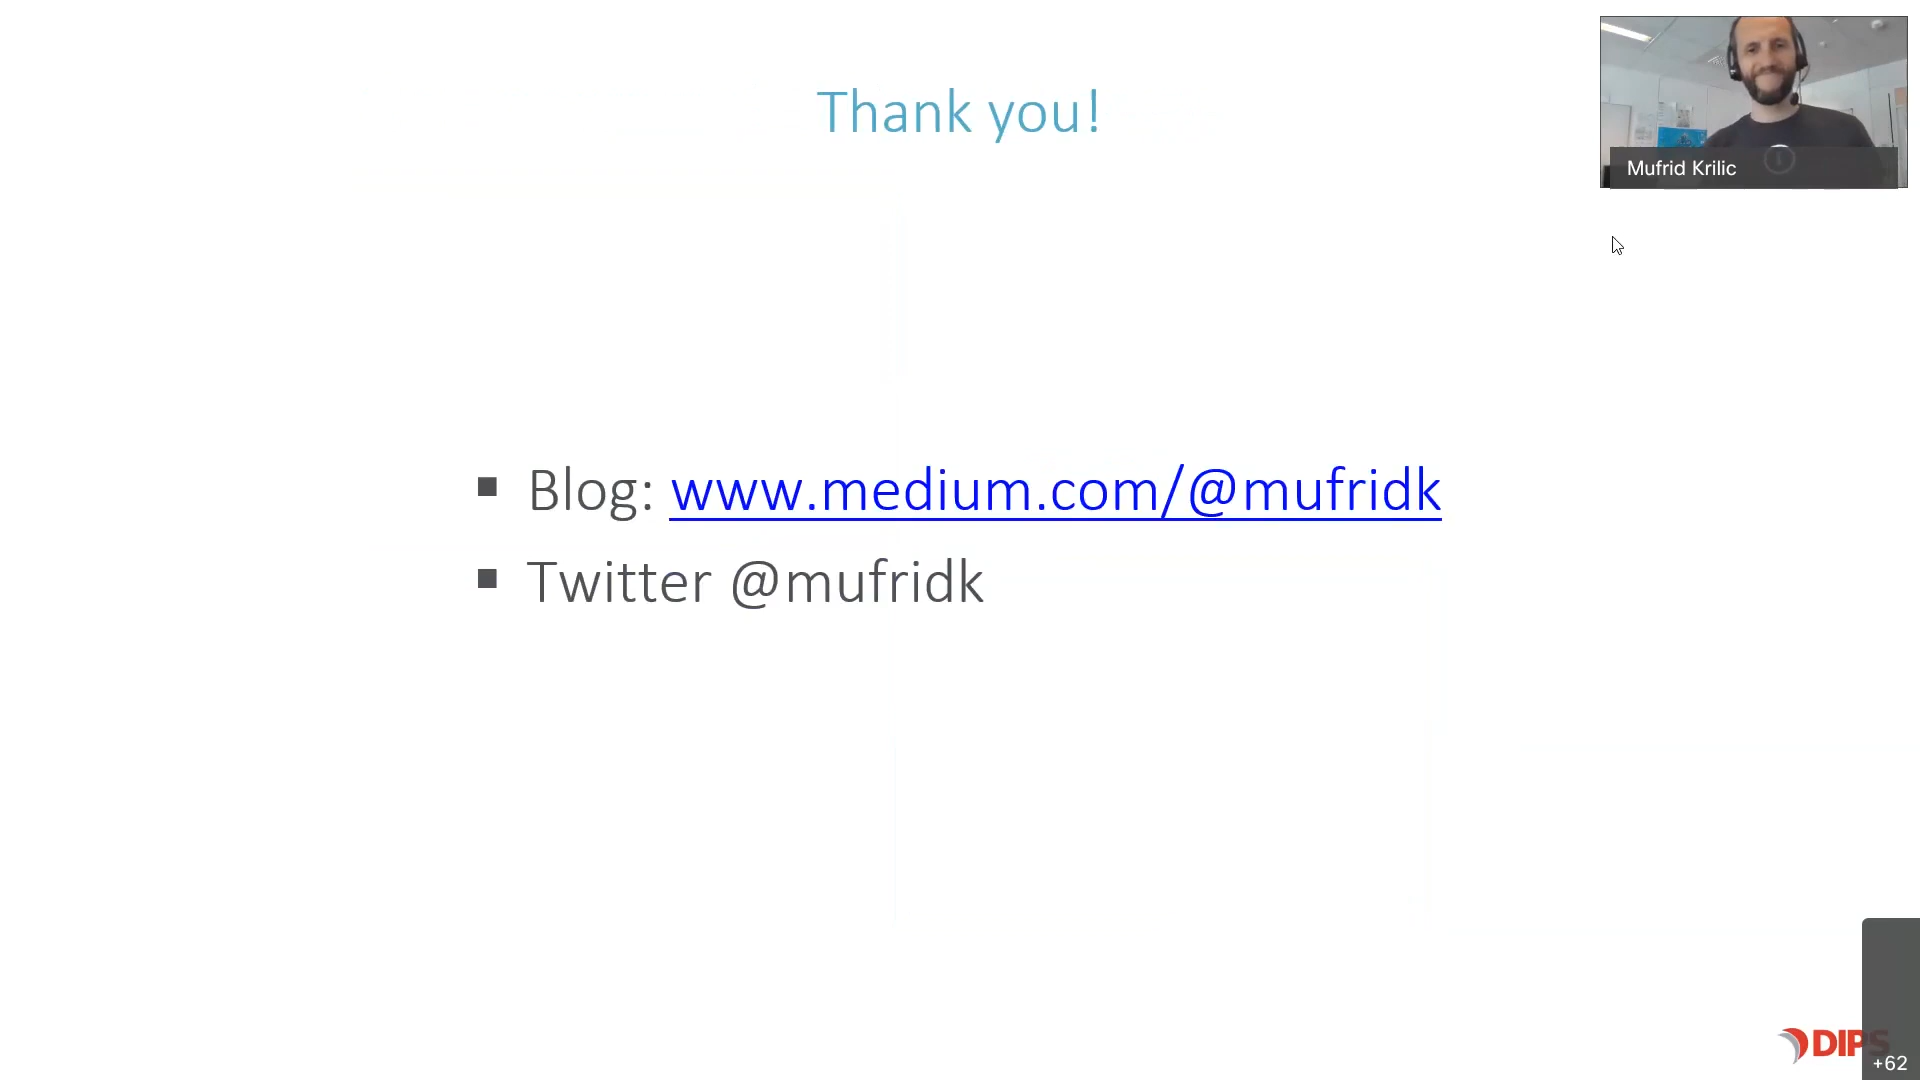 Thank you!
Mufrid Krilic
▪ Blog: www.medium.com/@mufridk
▪ Twitter @mufridk
DIPS
+62